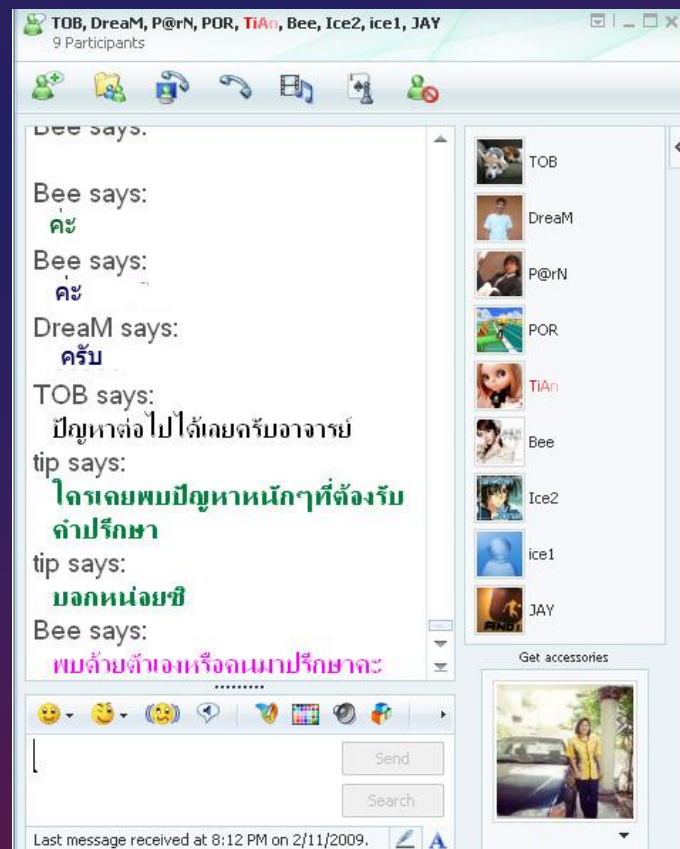 TOB, DreaM, P@rN, POR, TiAn, Bee, Ice2, ice1, JAY
9 Participants
Bee says:
Bee says:
ค่ะ
Bee says:
ค่ะ
DreaM says:
ครับ
TOB says:
ปัญหาต่อไปได้เลยครับอาจารย์
tip says:
ใครเคยพบปัญหาหนักๆที่ต้องรับ
คำปรึกษา
tip says:
บอกหน่อยซิ
Bee says:
พบด้วยตัวเองหรือคนมาปรึกษาคะ
Send
Search
Last message received at 8:12 PM on 2/11/2009.
A
TOB
DreaM
P@rN
POR
TiAn
Bee
Ice2
ice1
JAY
Get accessories